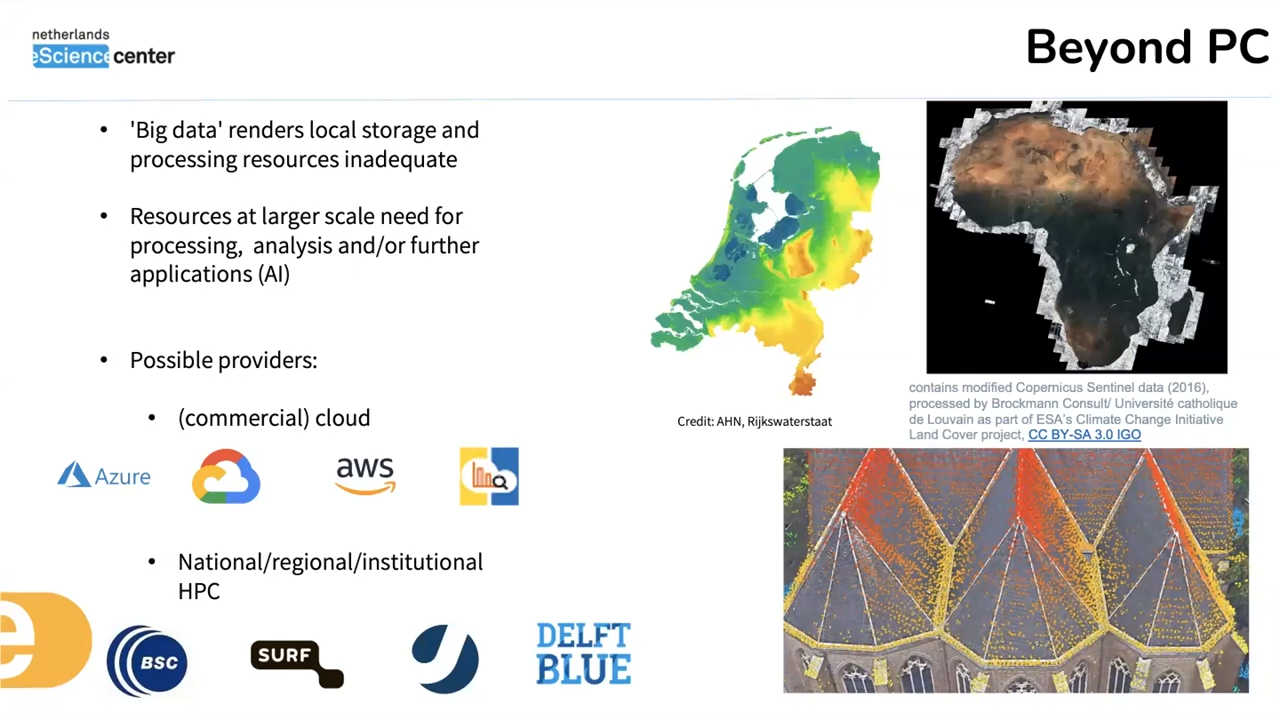 netherlands
eScience center
Beyond PC
• 'Big data' renders local storage and
processing resources inadequate
• Resources at larger scale need for
processing, analysis and/or further
applications (AI)
• Possible providers:
• (commercial) cloud
Azure
aws
• National/regional/institutional
HPC
e
BSC
SURF
DELFT
BLUE
Credit: AHN, Rijkswaterstaat
contains modified Copernicus Sentinel data (2016),
processed by Brockmann Consult/ Université catholique
de Louvain as part of ESA's Climate Change Initiative
Land Cover project, CC BY-SA 3.0 IGO